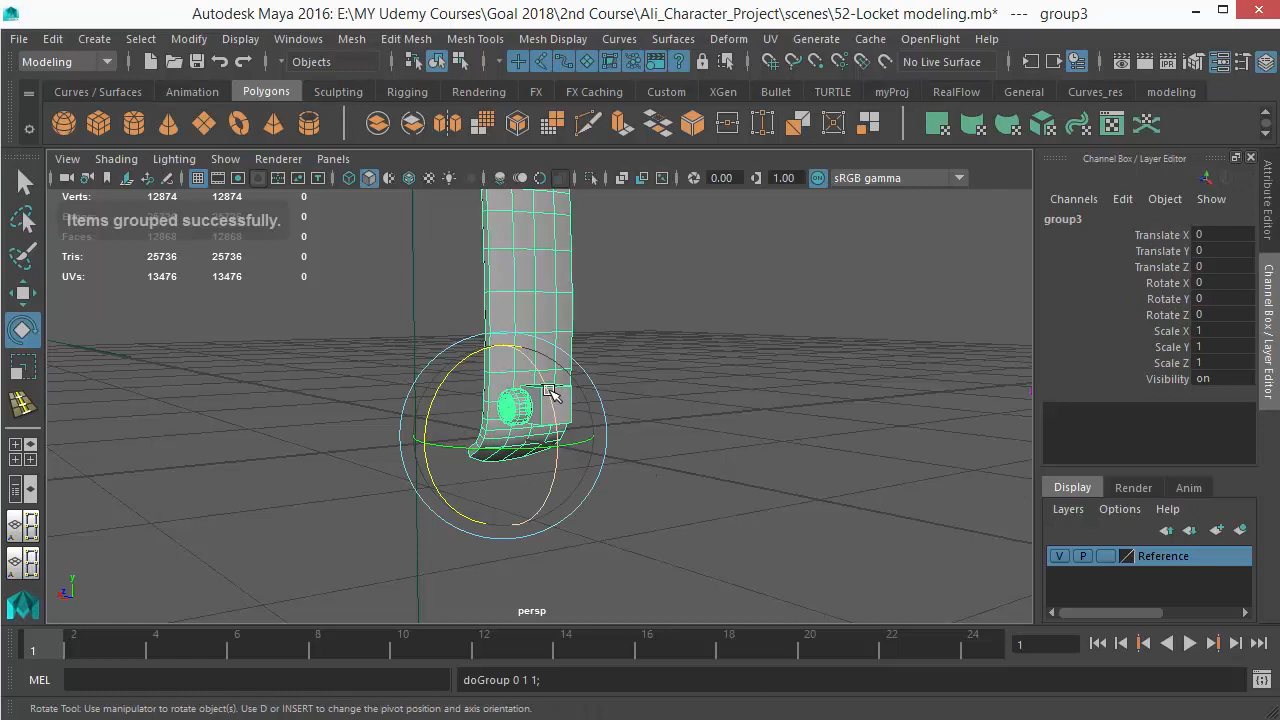 Autodesk Maya 2016: E:\MY Udemy Courses\Goal 2018\2nd Course\Ali_Character_Project\scenes\52-Locket modeling.mb* --- group3
File Edit Create Select Modify Display Windows Mesh Edit Mesh Mesh Tools Mesh Display Curves Surfaces Deform UV Generate Cache OpenFlight Help
Modeling Objects No Live Surface
Curves / Surfaces Animation Polygons Sculpting Rigging Rendering FX FX Caching Custom XGen Bullet TURTLE myProj RealFlow General Curves_res modeling
View Shading Lighting Show Renderer Panels
Channel Box / Layer Editor
0.00 1.00 sRGB gamma
Verts: 12874 12874 0
Items grouped successfully.
Faces: 12868 12868 0
Tris: 25736 25736 0
UVs: 13476 13476 0
Channels Edit Object Show
group3
Translate X 0
Translate Y 0
Translate Z 0
Rotate X 0
Rotate Y 0
Rotate Z 0
Scale X 1
Scale Y 1
Scale Z 1
Visibility on
Attribute Editor
Channel Box / Layer Editor
Display Render Anim
Layers Options Help
V P Reference
y
z
persp
2 4 6 8 10 12 14 16 18 20 22 24
1 1
MEL doGroup 0 1 1;
Rotate Tool: Use manipulator to rotate object(s). Use D or INSERT to change the pivot position and axis orientation.